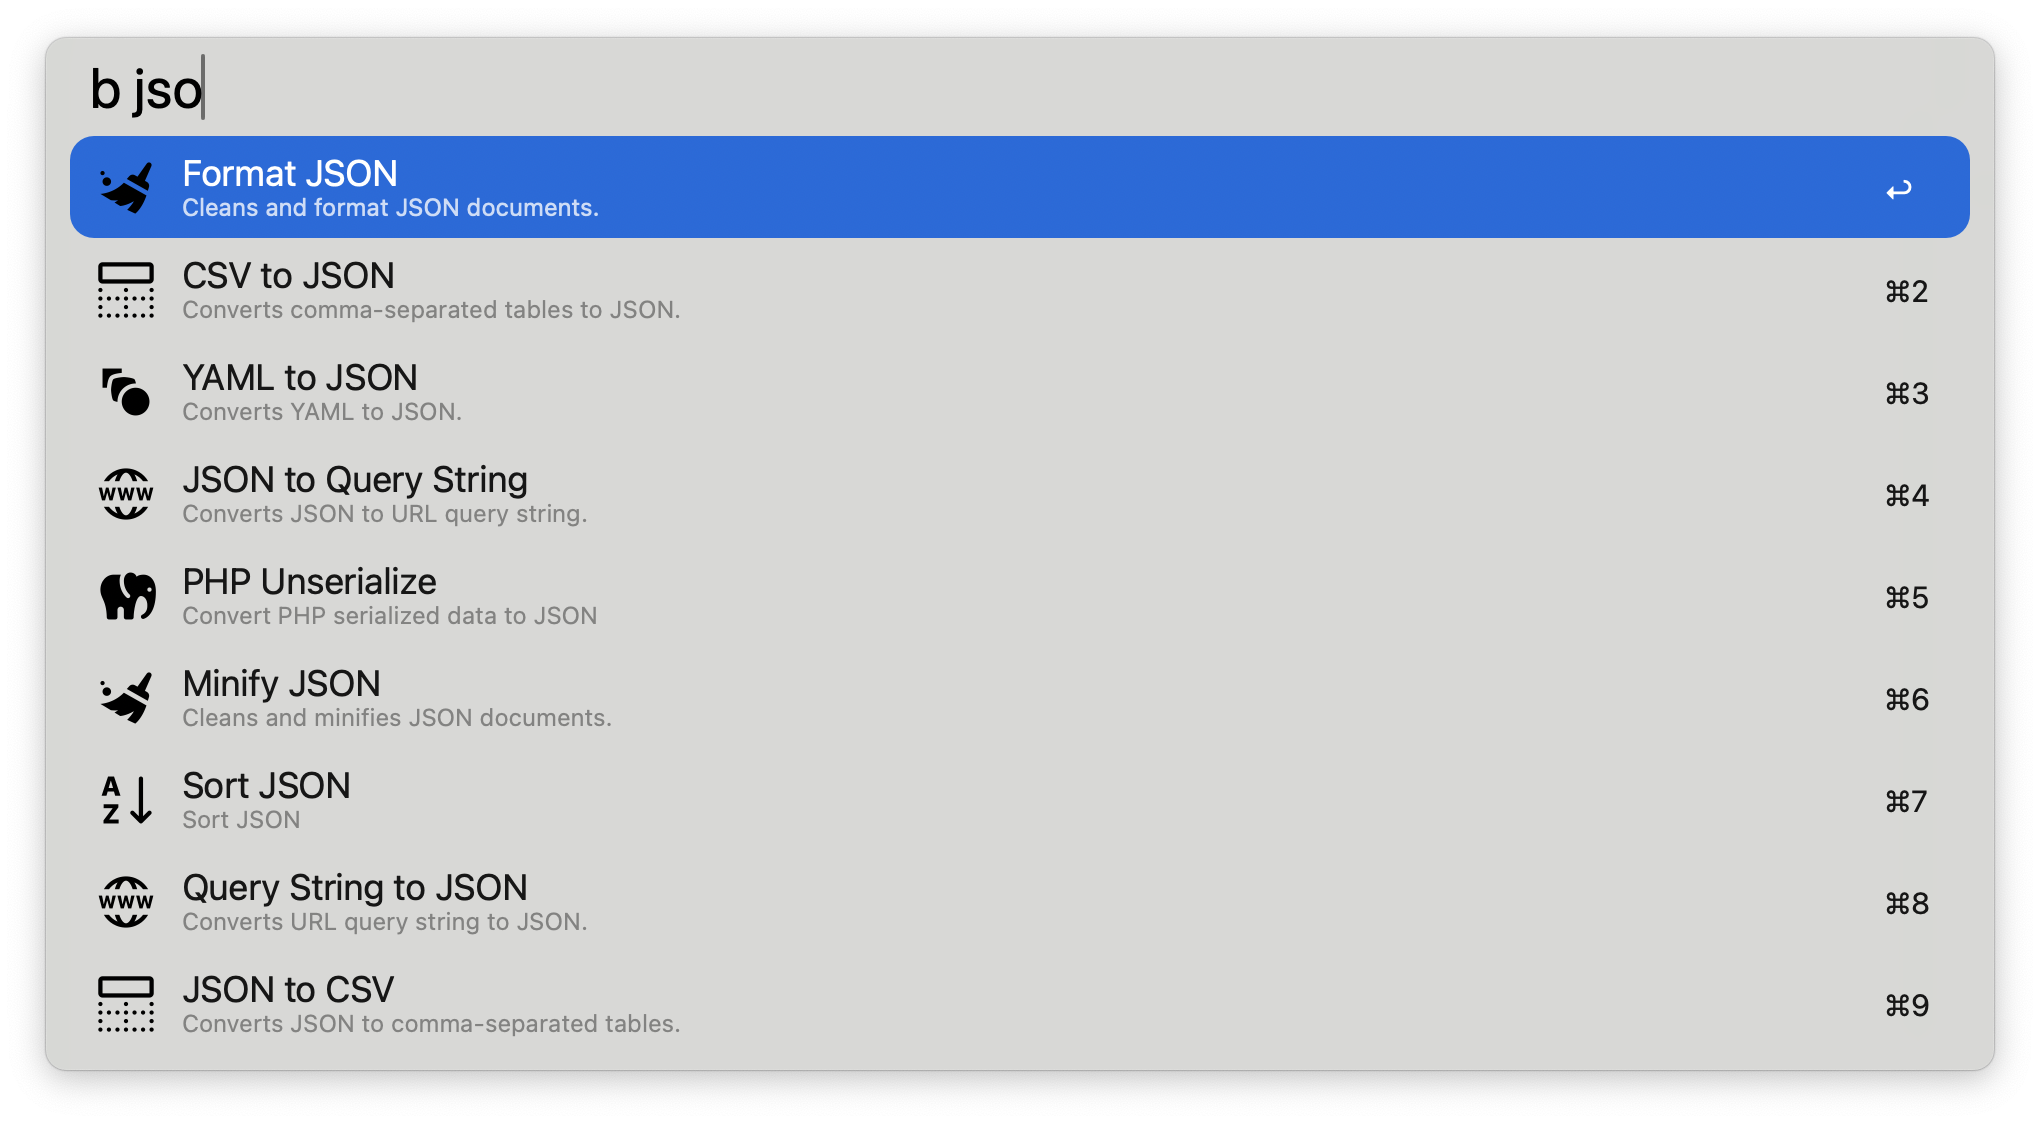 b jso
Format JSON
Cleans and format JSON documents.
↩
CSV to JSON
Converts comma-separated tables to JSON.
⌘2
YAML to JSON
Converts YAML to JSON.
⌘3
WWW
JSON to Query String
Converts JSON to URL query string.
⌘4
PHP Unserialize
Convert PHP serialized data to JSON
⌘5
Minify JSON
Cleans and minifies JSON documents.
⌘6
A
Z
Sort JSON
Sort JSON
⌘7
WWW
Query String to JSON
Converts URL query string to JSON.
⌘8
JSON to CSV
Converts JSON to comma-separated tables.
⌘9